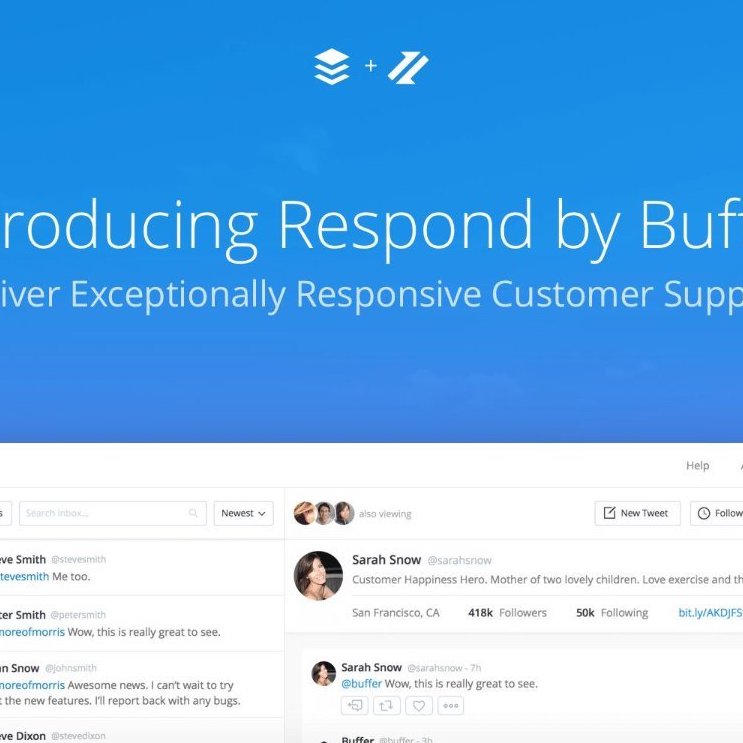 +
troducing Respond by Buff
iver Exceptionally Responsive Customer Supp
Help
s Search Inbox... Newest also viewing New Tweet Follow
eve Smith @stevesmith
tevesmith Me too.
ter Smith @petersmith
moreofmorris Wow, this is really great to see.
n Snow @johnsmith
moreofmorris Awesome news. I can't wait to try
t the new features. I'll report back with any bugs.
eve Dixon @stevedixon
Sarah Snow @sarahsnow
Customer Happiness Hero. Mother of two lovely children. Love exercise and th
San Francisco, CA 418k Followers 50k Following bit.ly/AKDJFS
Sarah Snow @sarahsnow - 7h
@buffer Wow, this is really great to see.
Buffer @buffer - 3h